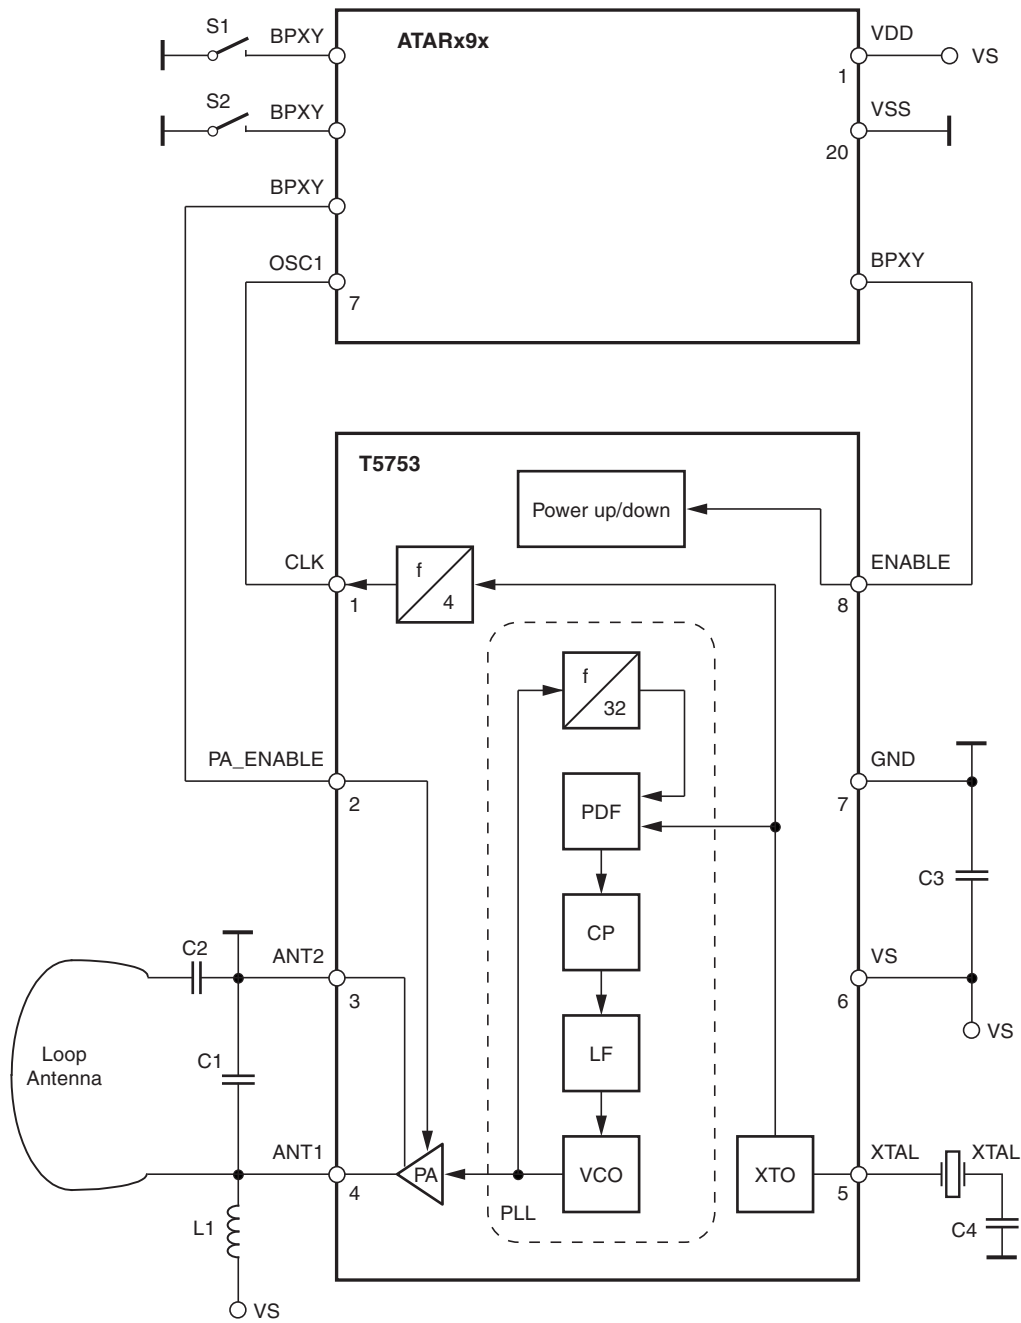 S1
BPXY
ATARx9x
VDD
VS
1
S2
BPXY
VSS
20
BPXY
OSC1
7
BPXY
T5753
Power up/down
CLK
1
f
4
ENABLE
8
f
32
PA_ENABLE
2
GND
7
PDF
C3
CP
C2
ANT2
3
VS
6
VS
Loop
Antenna
C1
LF
ANT1
4
PA
VCO
PLL
XTO
XTAL
5
XTAL
L1
C4
VS